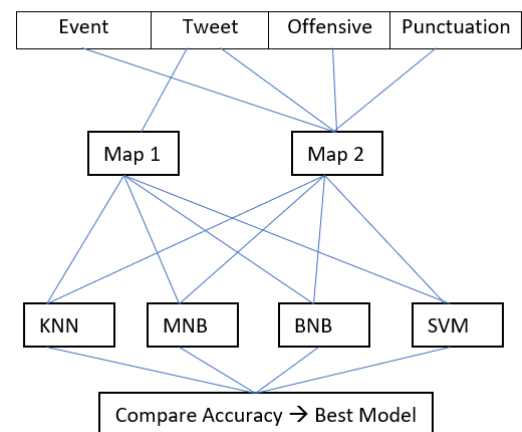 Event Tweet Offensive Punctuation
Map 1 Map 2
KNN MNB BNB SVM
Compare Accuracy → Best Model